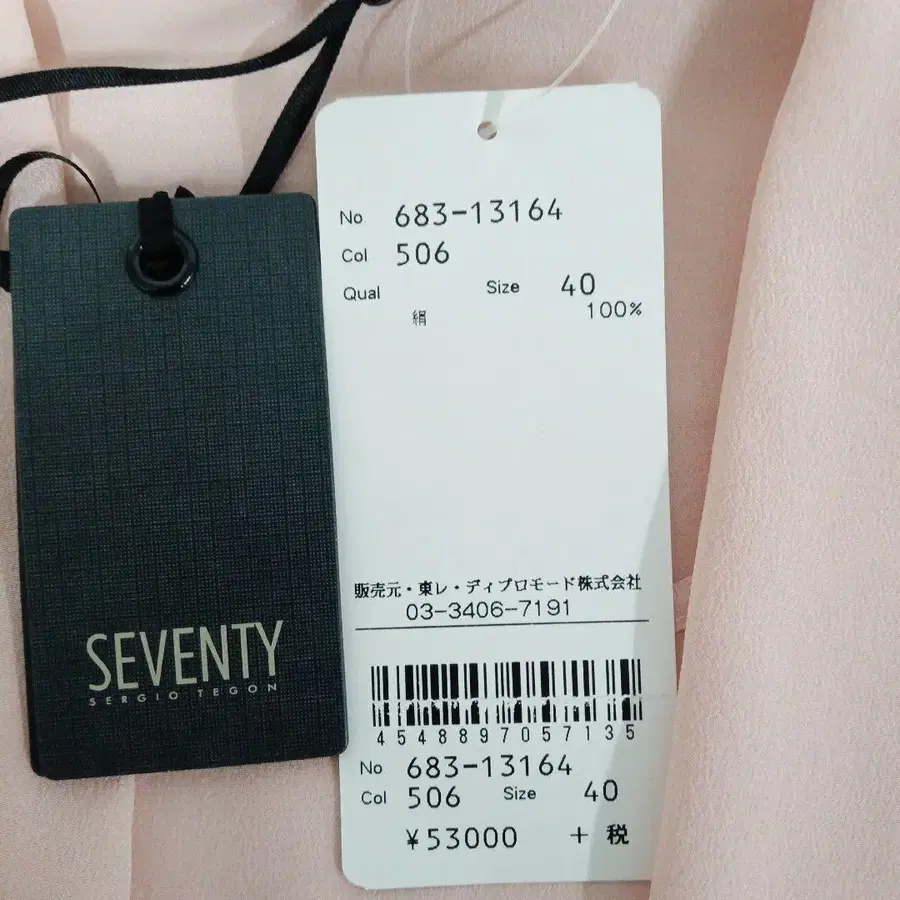 SEVENTY
SERGIO TEGON
No 683-13164
Col 506
Qual Size 40
絹 100%
販売元・東レ・ディプロモード株式会社
03-3406-7191
4548897057135
No 683-13164
Col 506 Size 40
¥53000 +税